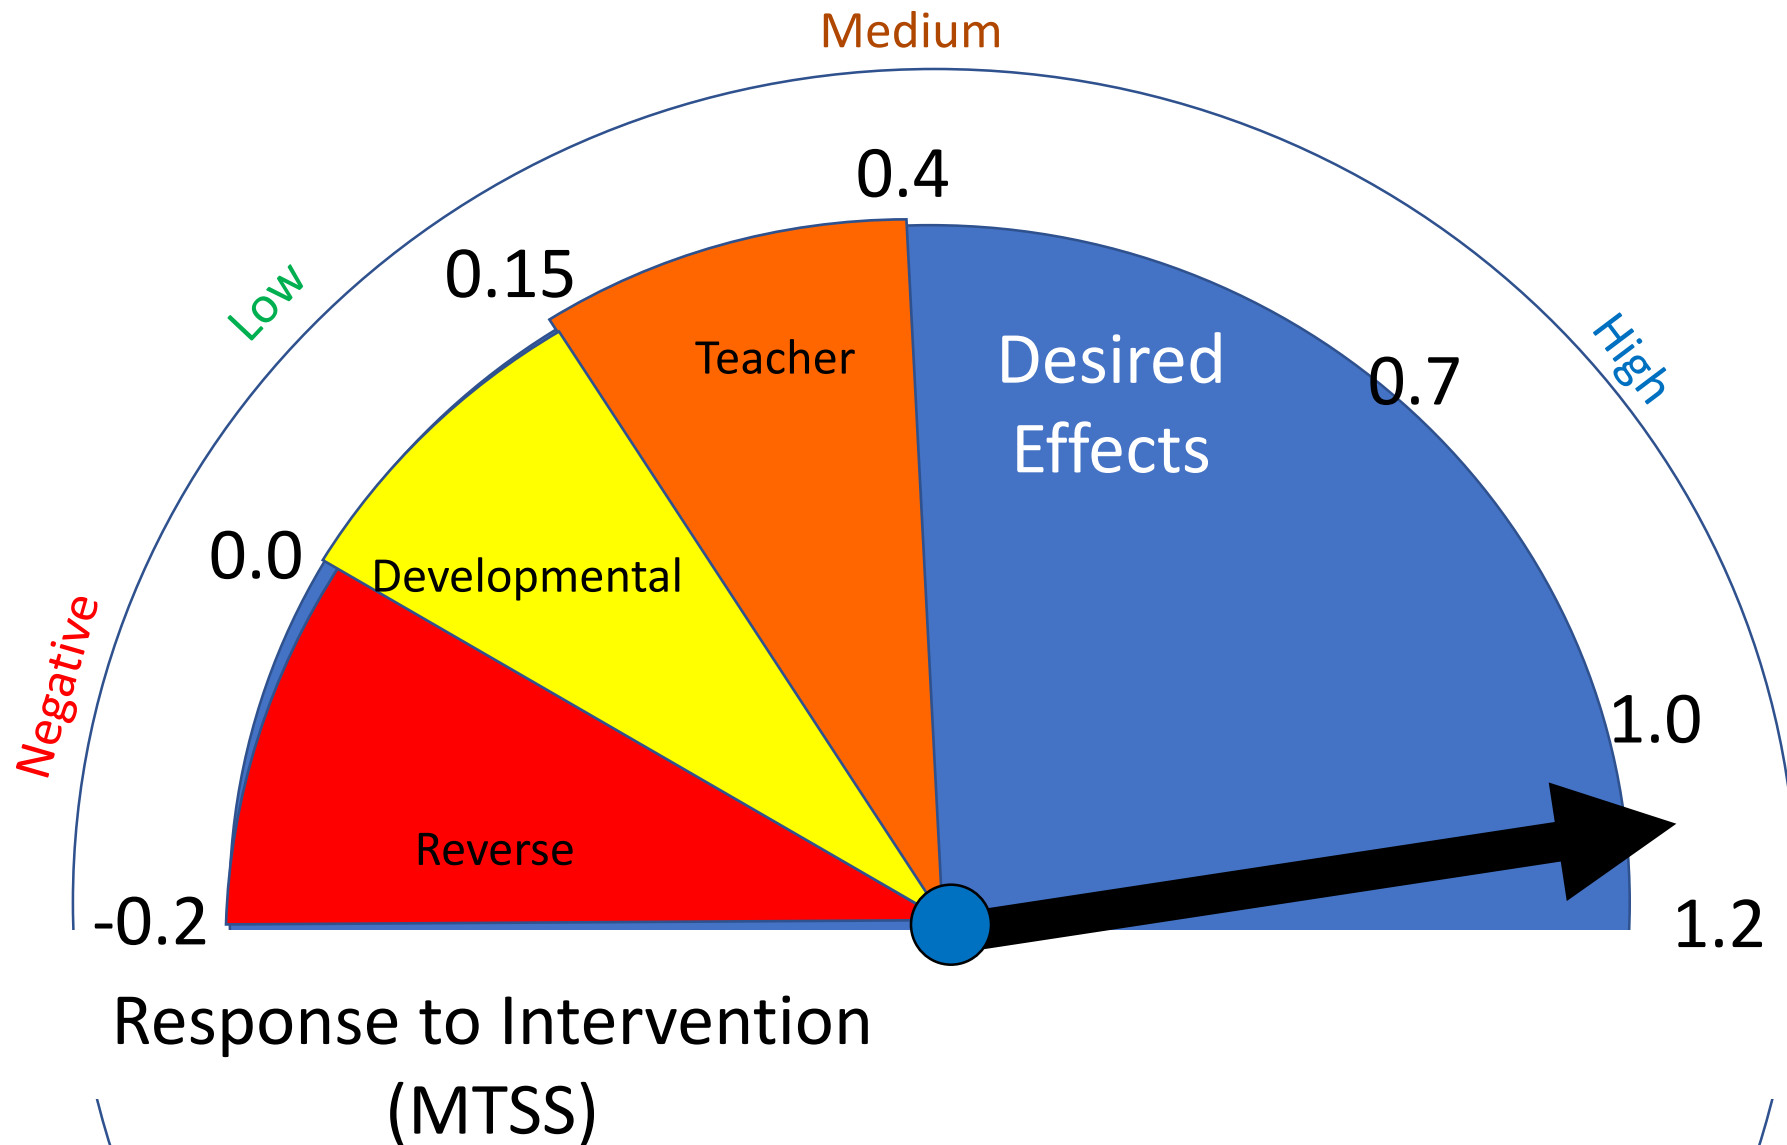 Medium
0.4
0.15
Low
Teacher
Desired
Effects
0.7
High
0.0
Developmental
Negative
1.0
Reverse
-0.2
1.2
Response to Intervention
(MTSS)